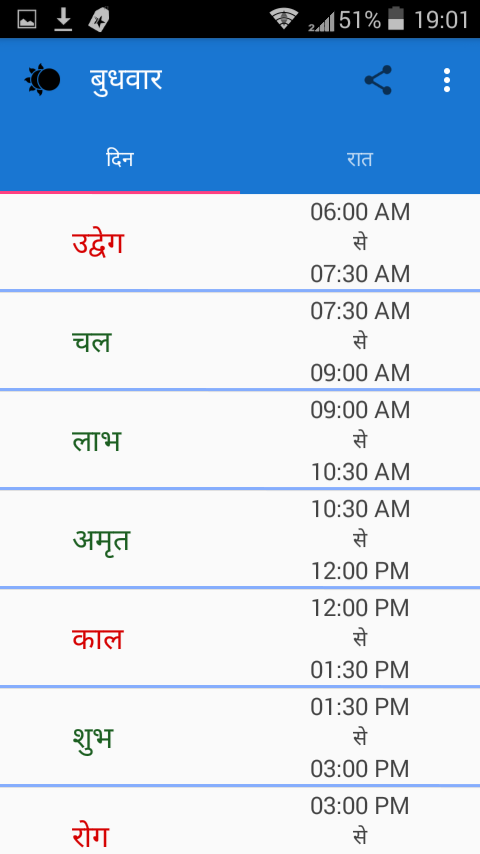 2 51% 19:01
बुधवार
दिन रात
उद्वेग
06:00 AM
से
07:30 AM
चल
07:30 AM
से
09:00 AM
लाभ
09:00 AM
से
10:30 AM
अमृत
10:30 AM
से
12:00 PM
काल
12:00 PM
से
01:30 PM
शुभ
01:30 PM
से
03:00 PM
रोग
03:00 PM
से